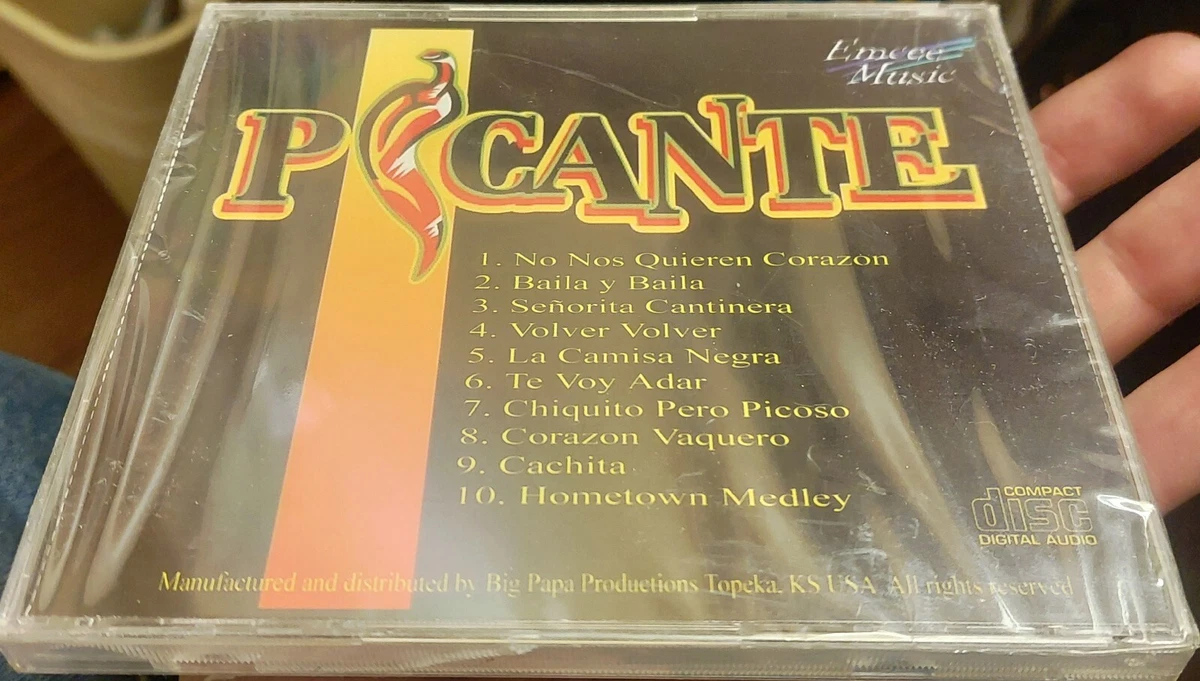 Emcee
Music
PICANTE
1. No Nos Quieren Corazon
2. Baila y Baila
3. Señorita Cantinera
4. Volver Volver
5. La Camisa Negra
6. Te Voy Adar
7. Chiquito Pero Picoso
8. Corazon Vaquero
9. Cachita
10. Hometown Medley
COMPACT
disc
DIGITAL AUDIO
Manufactured and distributed by Big Papa Productions Topeka, KS USA All rights reserved